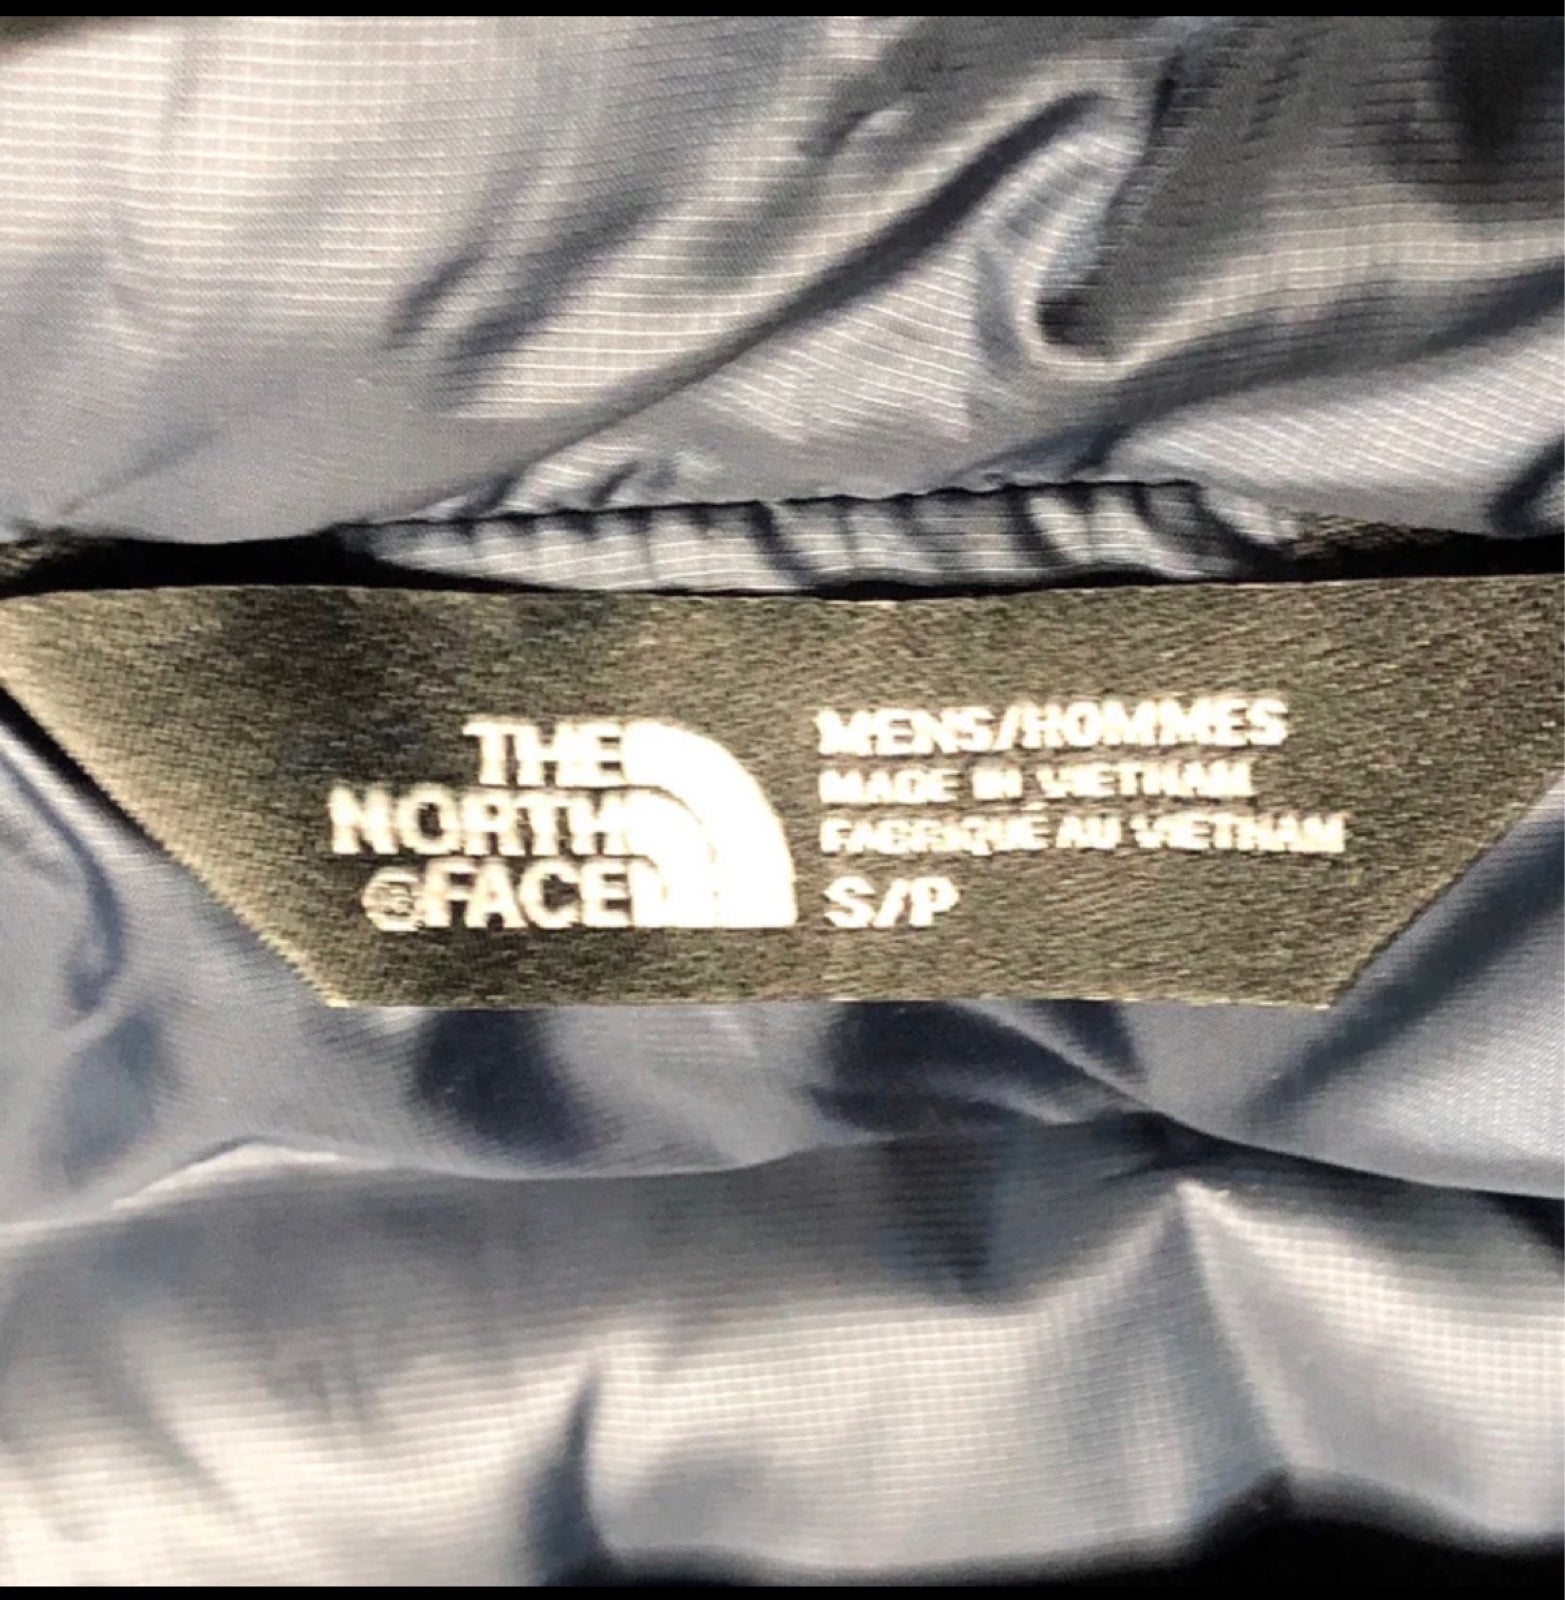 THE
NORTH
FACE
MENS/HOMMES
MADE IN VIETNAM
FABRIQUÉ AU VIETNAM
S/P